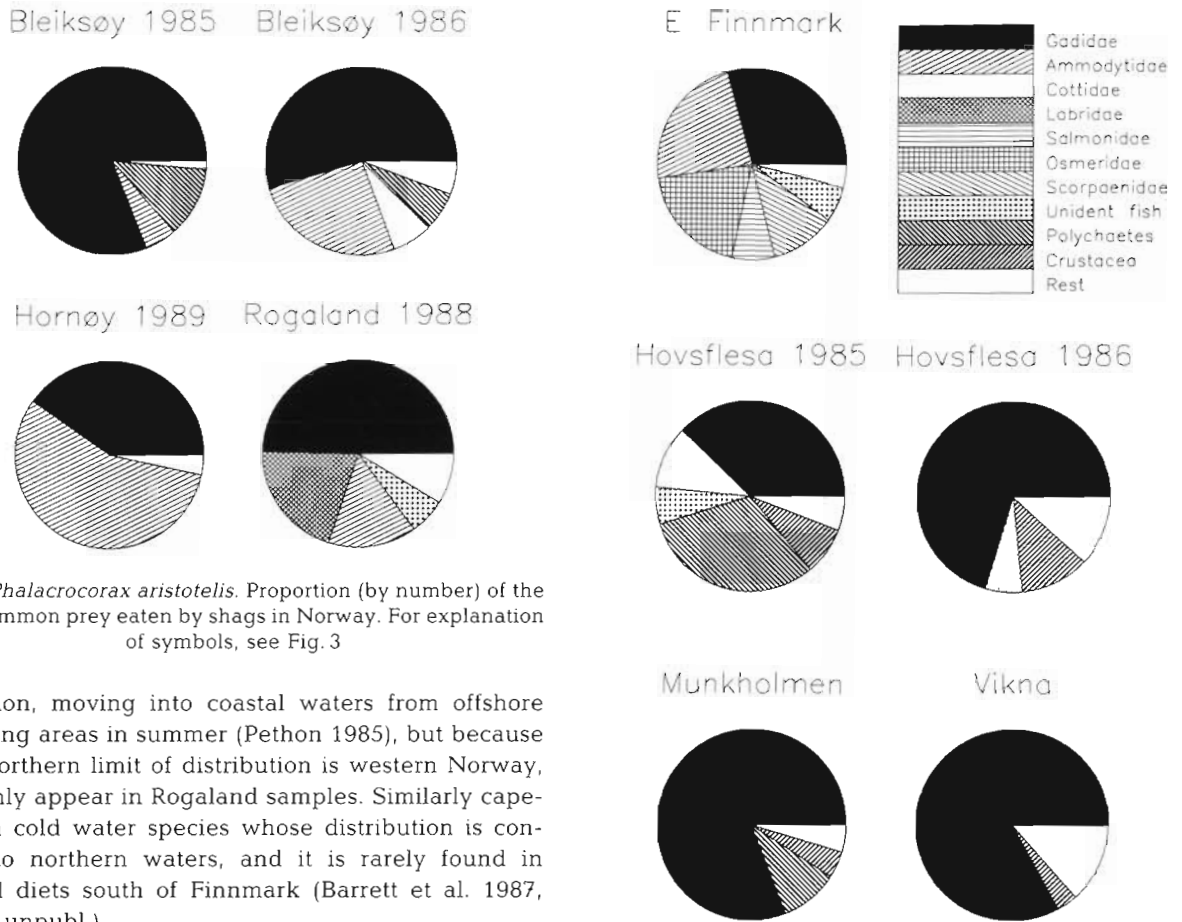 Bleiksøy 1985
Bleiksøy 1986
Hornøy 1989
Rogaland 1988
Phalacrocorax aristotelis. Proportion (by number) of the
mmon prey eaten by shags in Norway. For explanation
of symbols, see Fig. 3
on, moving into coastal waters from offshore
ng areas in summer (Pethon 1985), but because
orthern limit of distribution is western Norway,
nly appear in Rogaland samples. Similarly cape-
cold water species whose distribution is con-
o northern waters, and it is rarely found in
diets south of Finnmark (Barrett et al. 1987,
unpubl.)
E Finnmark
Gadidae
Ammodytidae
Cottidae
Labridae
Salmonidae
Osmeridae
Scorpaenidae
Unident fish
Polychaetes
Crustacea
Rest
Hovsflesa 1985
Hovsflesa 1986
Munkholmen
Vikna